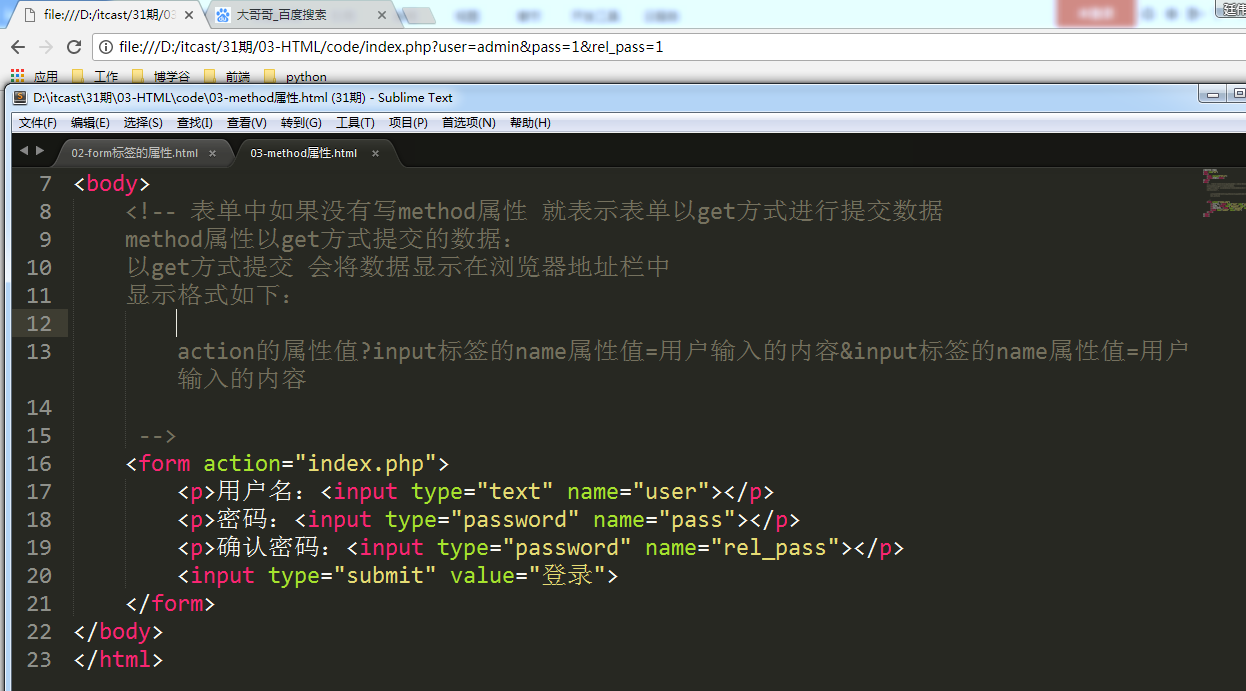 file:///D:/itcast/31期/03
大哥哥_百度搜索
file:///D:/itcast/31期/03-HTML/code/index.php?user=admin&pass=1&rel_pass=1
应用 工作 博学谷 前端 python
D:\itcast\31期\03-HTML\code\03-method属性.html (31期) - Sublime Text
文件(F) 编辑(E) 选择(S) 查找(I) 查看(V) 转到(G) 工具(T) 项目(P) 首选项(N) 帮助(H)
02-form标签的属性.html 03-method属性.html
7 <body>
8 <!-- 表单中如果没有写method属性 就表示表单以get方式进行提交数据
9 method属性以get方式提交的数据：
10 以get方式提交 会将数据显示在浏览器地址栏中
11 显示格式如下：
12
13 action的属性值?input标签的name属性值=用户输入的内容&input标签的name属性值=用户
输入的内容
14
15 -->
16 <form action="index.php">
17 <p>用户名：<input type="text" name="user"></p>
18 <p>密码：<input type="password" name="pass"></p>
19 <p>确认密码：<input type="password" name="rel_pass"></p>
20 <input type="submit" value="登录">
21 </form>
22 </body>
23 </html>